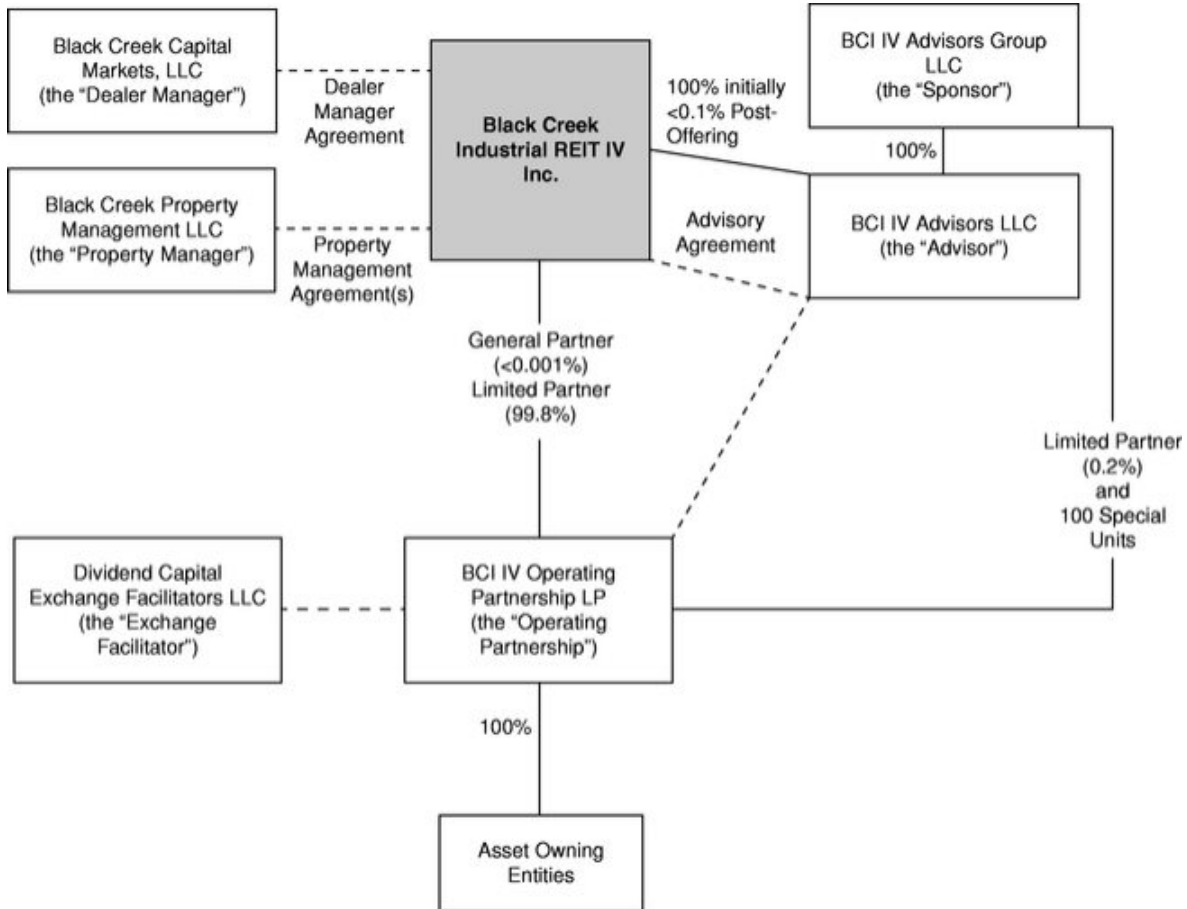 Black Creek Capital
Markets, LLC
(the “Dealer Manager”)
Dealer
Manager
Agreement
Black Creek
Industrial REIT IV
Inc.
100% initially
<0.1% Post-
Offering
BCI IV Advisors Group
LLC
(the “Sponsor”)
100%
Black Creek Property
Management LLC
(the “Property Manager”)
Property
Management
Agreement(s)
Advisory
Agreement
BCI IV Advisors LLC
(the “Advisor”)
General Partner
(<0.001%)
Limited Partner
(99.8%)
Limited Partner
(0.2%)
and
100 Special
Units
Dividend Capital
Exchange Facilitators LLC
(the “Exchange
Facilitator”)
BCI IV Operating
Partnership LP
(the “Operating
Partnership”)
100%
Asset Owning
Entities